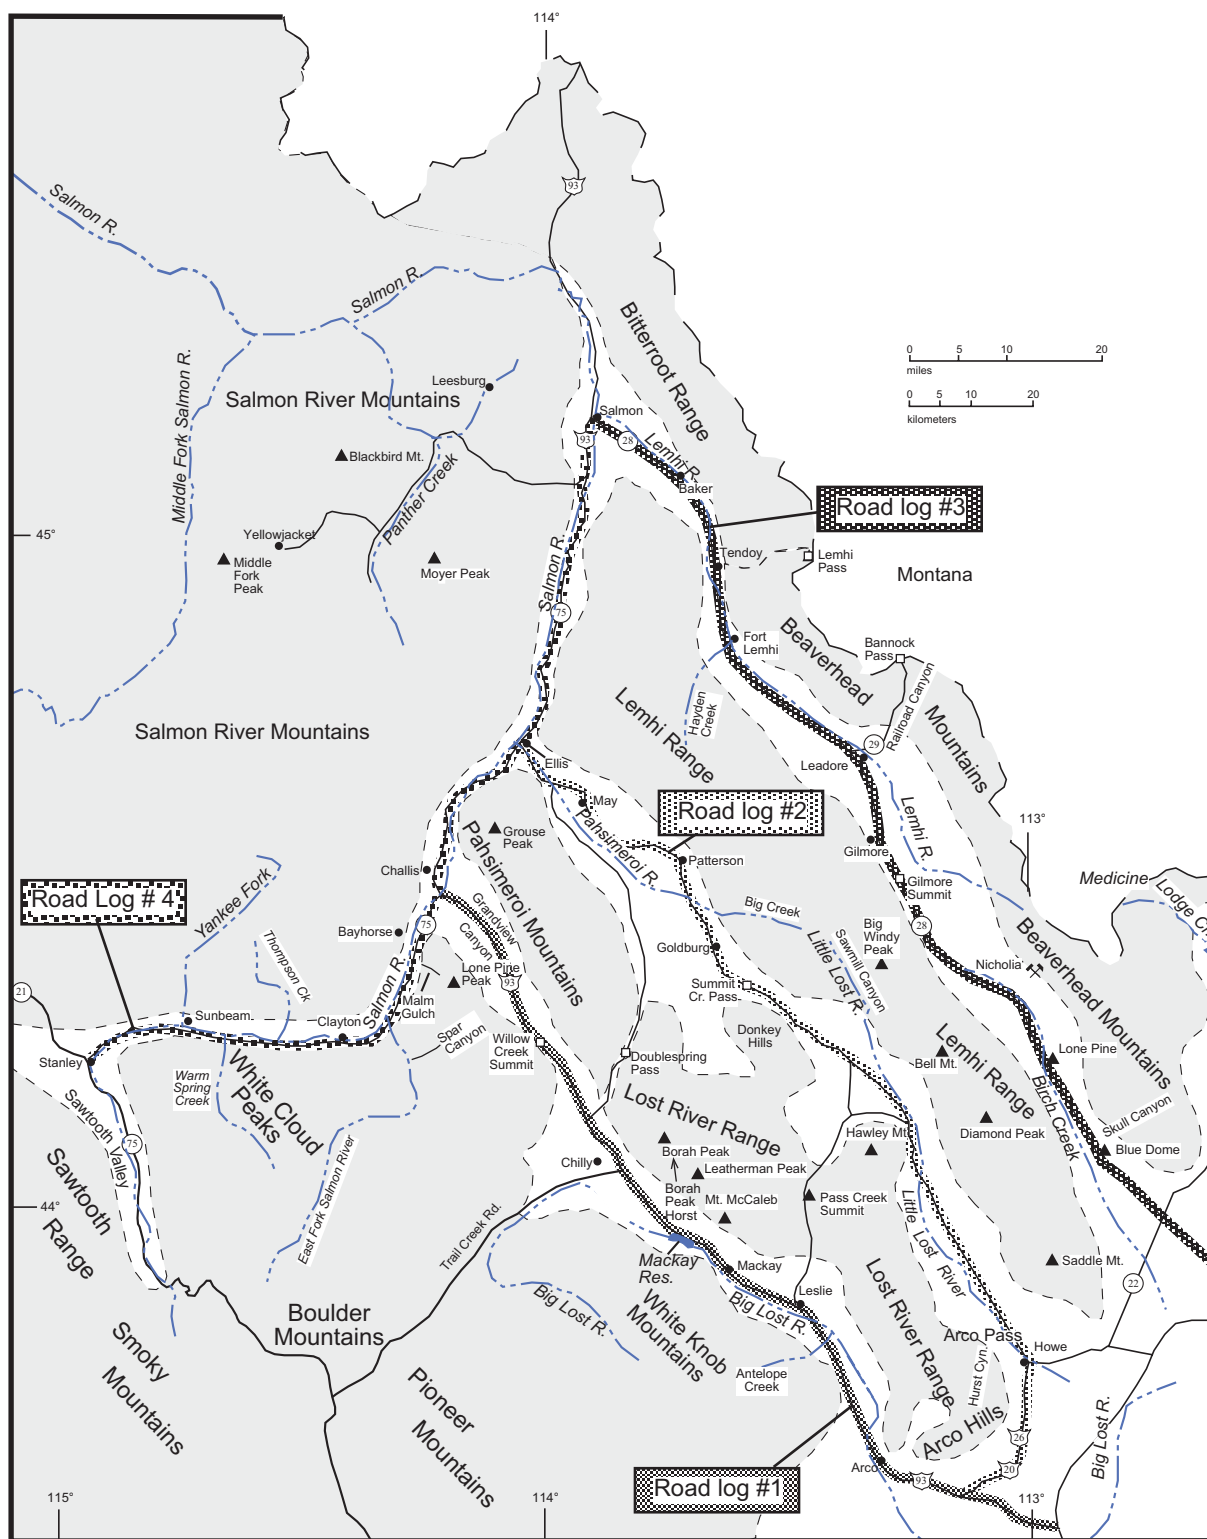 114°
93
Salmon R.
Salmon R.
Bitterroot Range
0 5 10 20
miles
0 5 10 20
kilometers
Middle Fork Salmon R.
Leesburg
Salmon River Mountains
Salmon
93
28
Lemhi R.
Blackbird Mt.
Panther Creek
Baker
Road log #3
45°
Yellowjacket
Middle
Fork
Peak
Moyer Peak
Salmon R.
Tendoy
Lemhi
Pass
Montana
75
Beaverhead
Mountains
Fort
Lemhi
Bannock
Pass
Railroad Canyon
Lemhi Range
Hayden
Creek
Salmon River Mountains
29
Ellis
Leadore
May
Road log #2
Lemhi R.
113°
Pahsimeroi R.
Grouse
Peak
Pahsimeroi Mountains
Gilmore
Patterson
Challis
Gilmore
Summit
Medicine
Lodge Cr
Road Log # 4
Yankee Fork
Grandview
Canyon
Big Creek
Big
Windy
Peak
28
Bayhorse
75
Thompson Ck
Goldburg
Little Lost R.
Sawmill Canyon
Beaverhead Mountains
Nicholia
Lone Pine
Peak
93
Salmon R.
Malm
Gulch
Summit
Cr. Pass
21
Sunbeam
Clayton
Spar
Canyon
Willow
Creek
Summit
Donkey
Hills
Stanley
Doublespring
Pass
Bell Mt.
Lemhi Range
Lone Pine
Warm
Spring
Creek
White Cloud
Peaks
Birch Creek
Sawtooth Valley
75
Lost River Range
Diamond Peak
Skull Canyon
Hawley Mt.
Blue Dome
Sawtooth
Range
Chilly
Borah Peak
Leatherman Peak
Borah
Peak
Horst
Mt. McCaleb
Pass Creek
Summit
44°
East Fork Salmon River
Trail Creek Rd.
Little Lost River
Mackay
Res.
Mackay
Saddle Mt.
22
Big Lost R.
White Knob
Mountains
Big Lost R.
Leslie
Lost River Range
Boulder
Mountains
Smoky
Mountains
Arco Pass
Howe
Antelope
Creek
Hurst Cyn.
Pioneer
Mountains
Arco Hills
Big Lost R.
26
Arco
20
93
Road log #1
115°
114°
113°